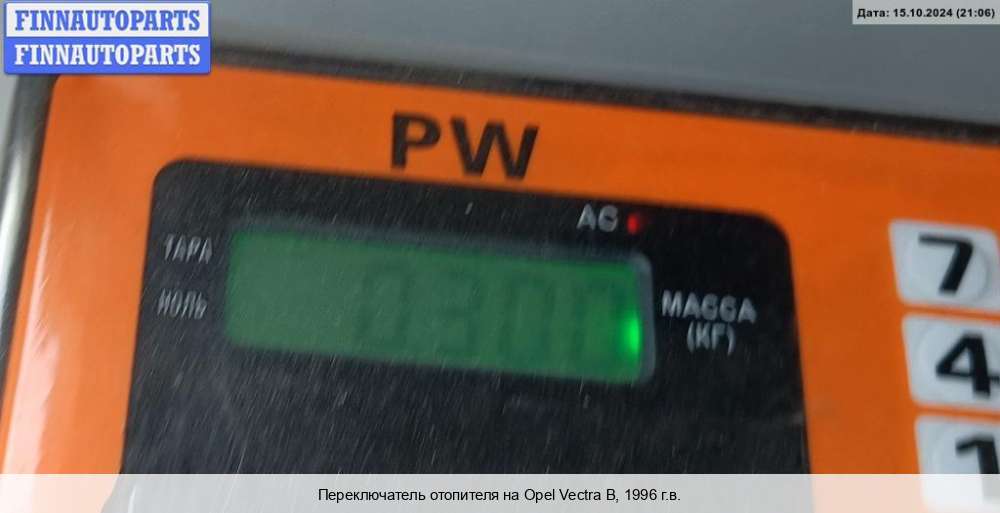 FINNAUTOPARTS
FINNAUTOPARTS
Дата: 15.10.2024 (21:06)
PW
AC
ТАРА
НОЛЬ
МАССА
(КГ)
7
4
1
Переключатель отопителя на Opel Vectra B, 1996 г.в.